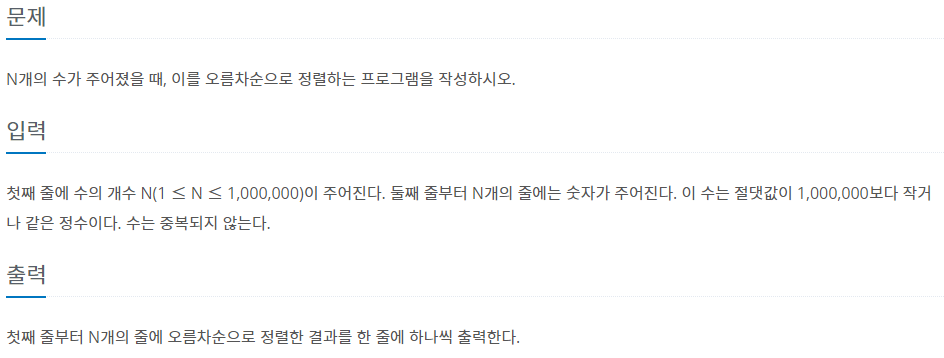 문제
N개의 수가 주어졌을 때, 이를 오름차순으로 정렬하는 프로그램을 작성하시오.
입력
첫째 줄에 수의 개수 N(1 ≤ N ≤ 1,000,000)이 주어진다. 둘째 줄부터 N개의 줄에는 숫자가 주어진다. 이 수는 절댓값이 1,000,000보다 작거
나 같은 정수이다. 수는 중복되지 않는다.
출력
첫째 줄부터 N개의 줄에 오름차순으로 정렬한 결과를 한 줄에 하나씩 출력한다.